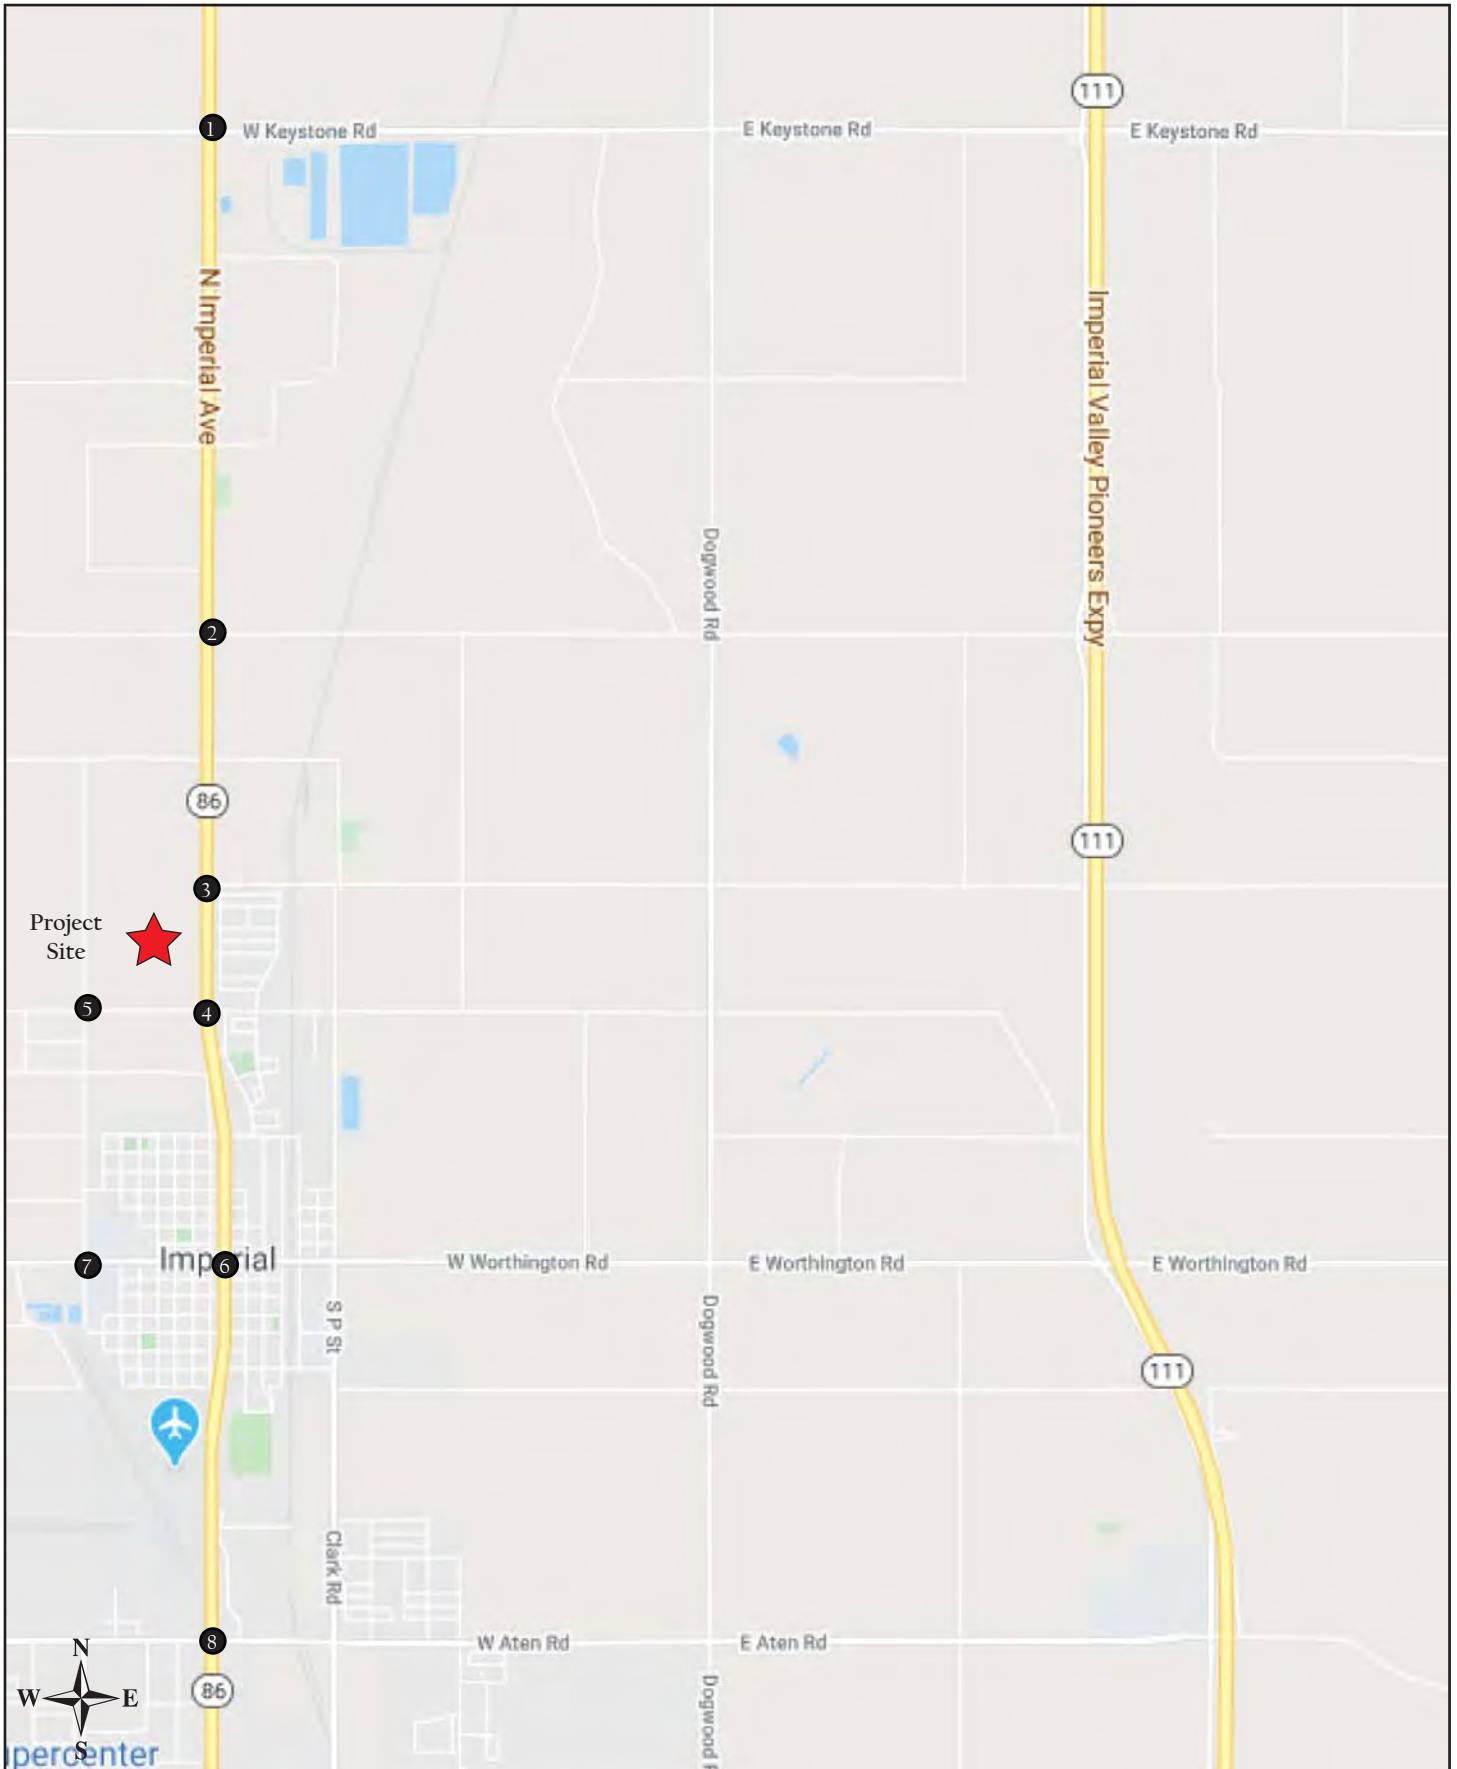 111
1
W Keystone Rd
E Keystone Rd
E Keystone Rd
N Imperial Ave
Imperial Valley Pioneers Expy
Dogwood Rd
2
86
111
3
Project
Site
5
4
7
Imperial
6
W Worthington Rd
E Worthington Rd
E Worthington Rd
S P St
Dogwood Rd
111
Clark Rd
8
W Aten Rd
E Aten Rd
N
W
E
S
86
Dogwood
percenter